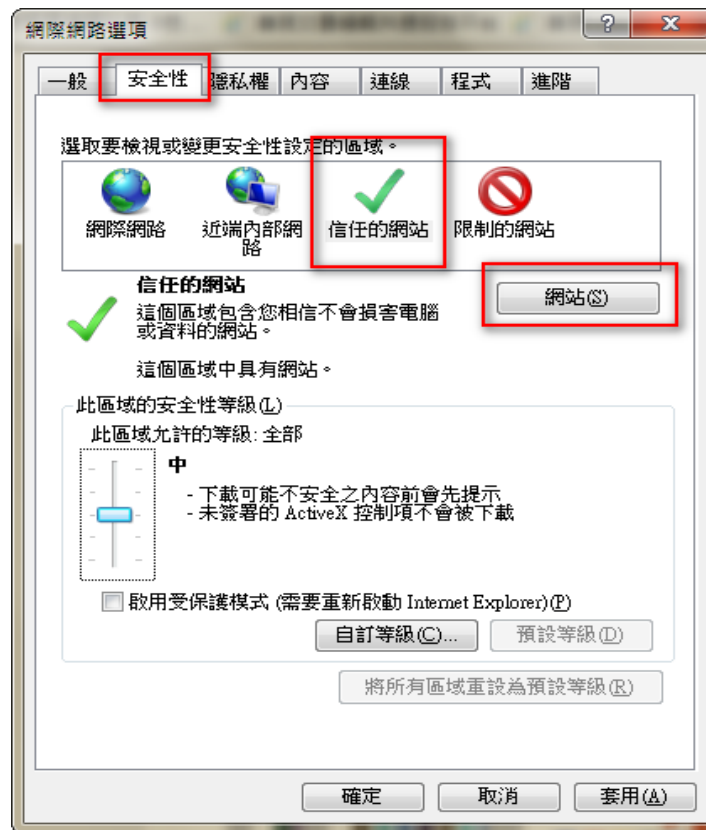 網際網路選項
一般 安全性 隱私權 內容 連線 程式 進階
選取要檢視或變更安全性設定的區域。
網際網路 近端內部網路 信任的網站 限制的網站
信任的網站
網站(S)
這個區域包含您相信不會損害電腦
或資料的網站。
這個區域中具有網站。
此區域的安全性等級(L)
此區域允許的等級: 全部
中
- 下載可能不安全之內容前會先提示
- 未簽署的 ActiveX 控制項不會被下載
啟用受保護模式 (需要重新啟動 Internet Explorer)(P)
自訂等級(C)... 預設等級(D)
將所有區域重設為預設等級(R)
確定 取消 套用(A)